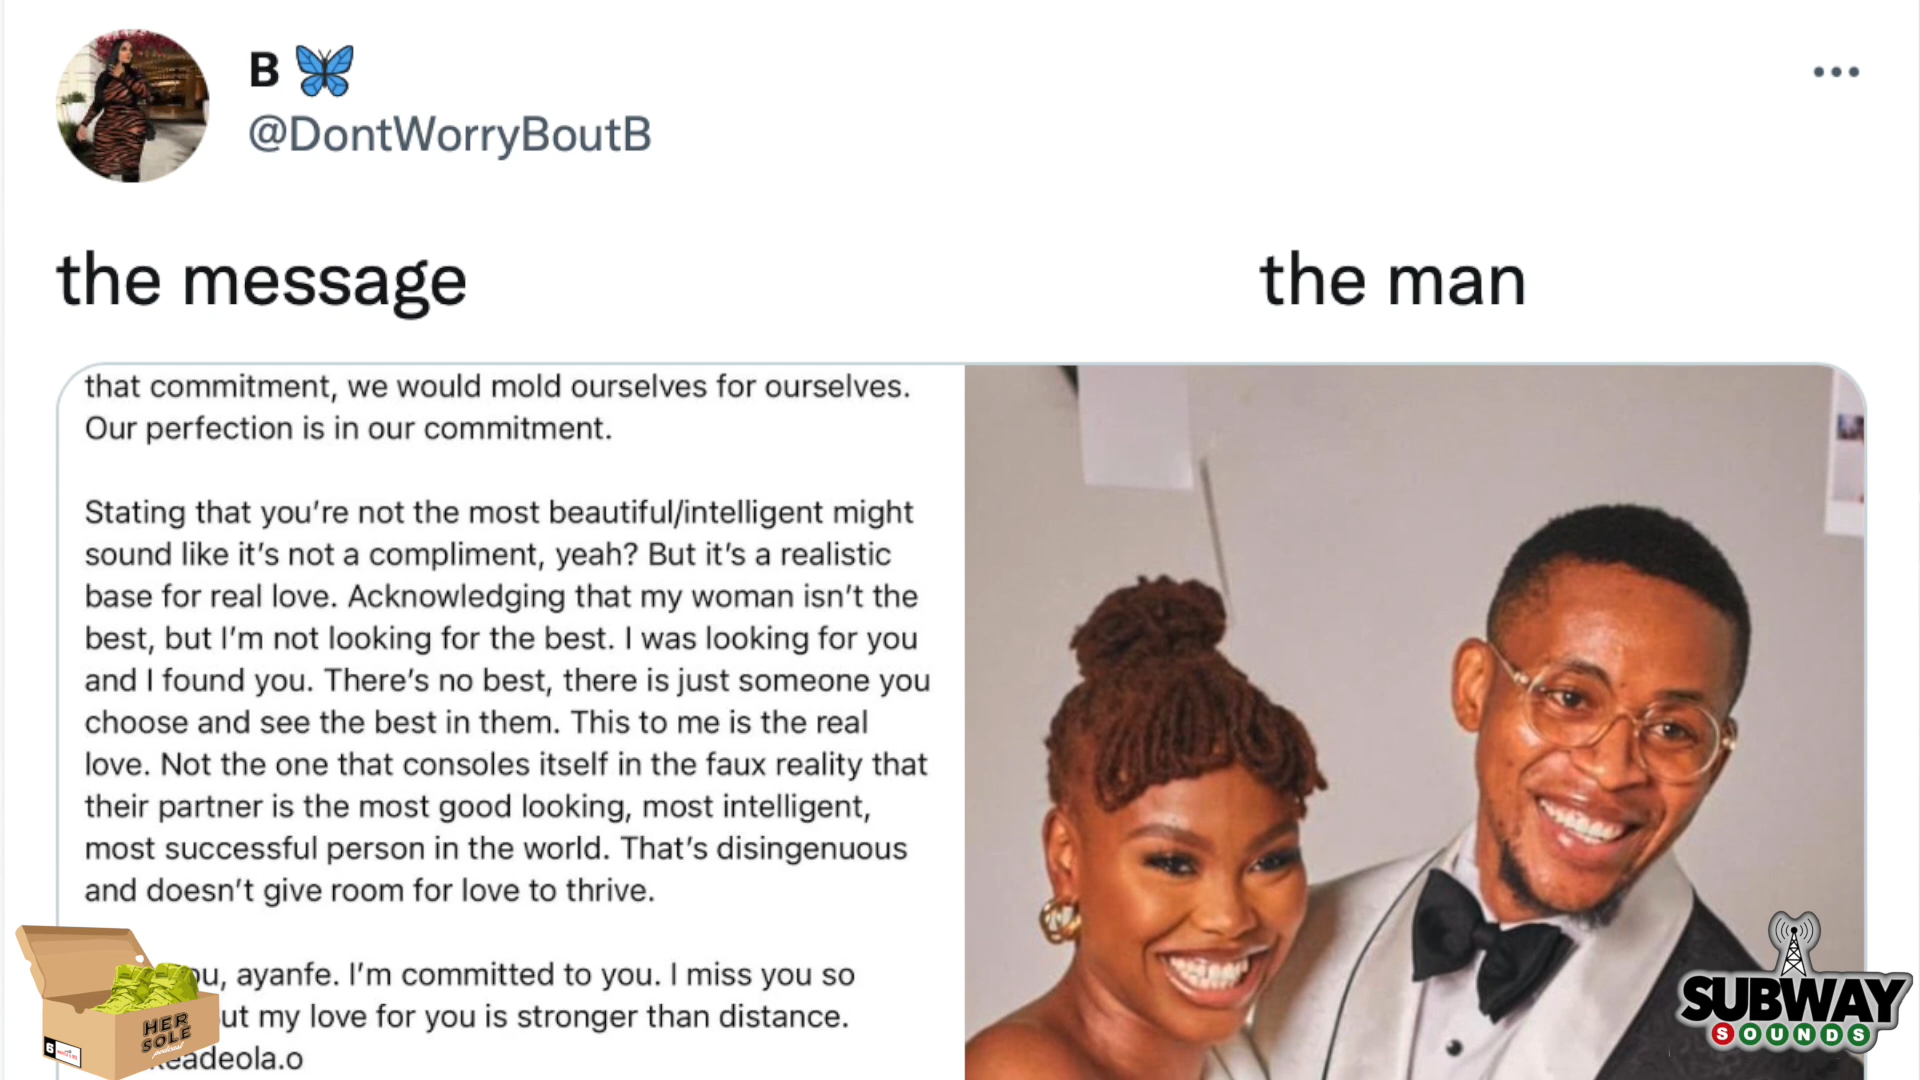 B
@DontWorryBoutB
the message the man
that commitment, we would mold ourselves for ourselves.
Our perfection is in our commitment.
Stating that you're not the most beautiful/intelligent might
sound like it's not a compliment, yeah? But it's a realistic
base for real love. Acknowledging that my woman isn't the
best, but I'm not looking for the best. I was looking for you
and I found you. There's no best, there is just someone you
choose and see the best in them. This to me is the real
love. Not the one that consoles itself in the faux reality that
their partner is the most good looking, most intelligent,
most successful person in the world. That's disingenuous
and doesn't give room for love to thrive.
ayanfe. I'm committed to you. I miss you so
my love for you is stronger than distance.
HER
SOLE
podcast
6
SUBWAY
SOUNDS